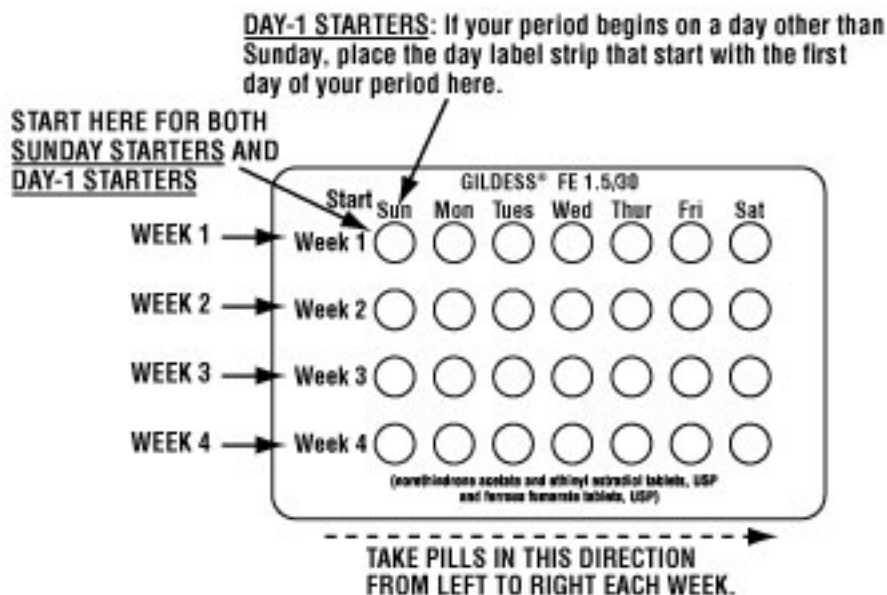 DAY-1 STARTERS: If your period begins on a day other than
Sunday, place the day label strip that start with the first
day of your period here.
START HERE FOR BOTH
SUNDAY STARTERS AND
DAY-1 STARTERS
GILDESS® FE 1.5/30
Start Sun Mon Tues Wed Thur Fri Sat
WEEK 1 Week 1
WEEK 2 Week 2
WEEK 3 Week 3
WEEK 4 Week 4
(norethindrone acetate and ethinyl estradiol tablets, USP
and ferrous fumarate tablets, USP)
TAKE PILLS IN THIS DIRECTION
FROM LEFT TO RIGHT EACH WEEK.